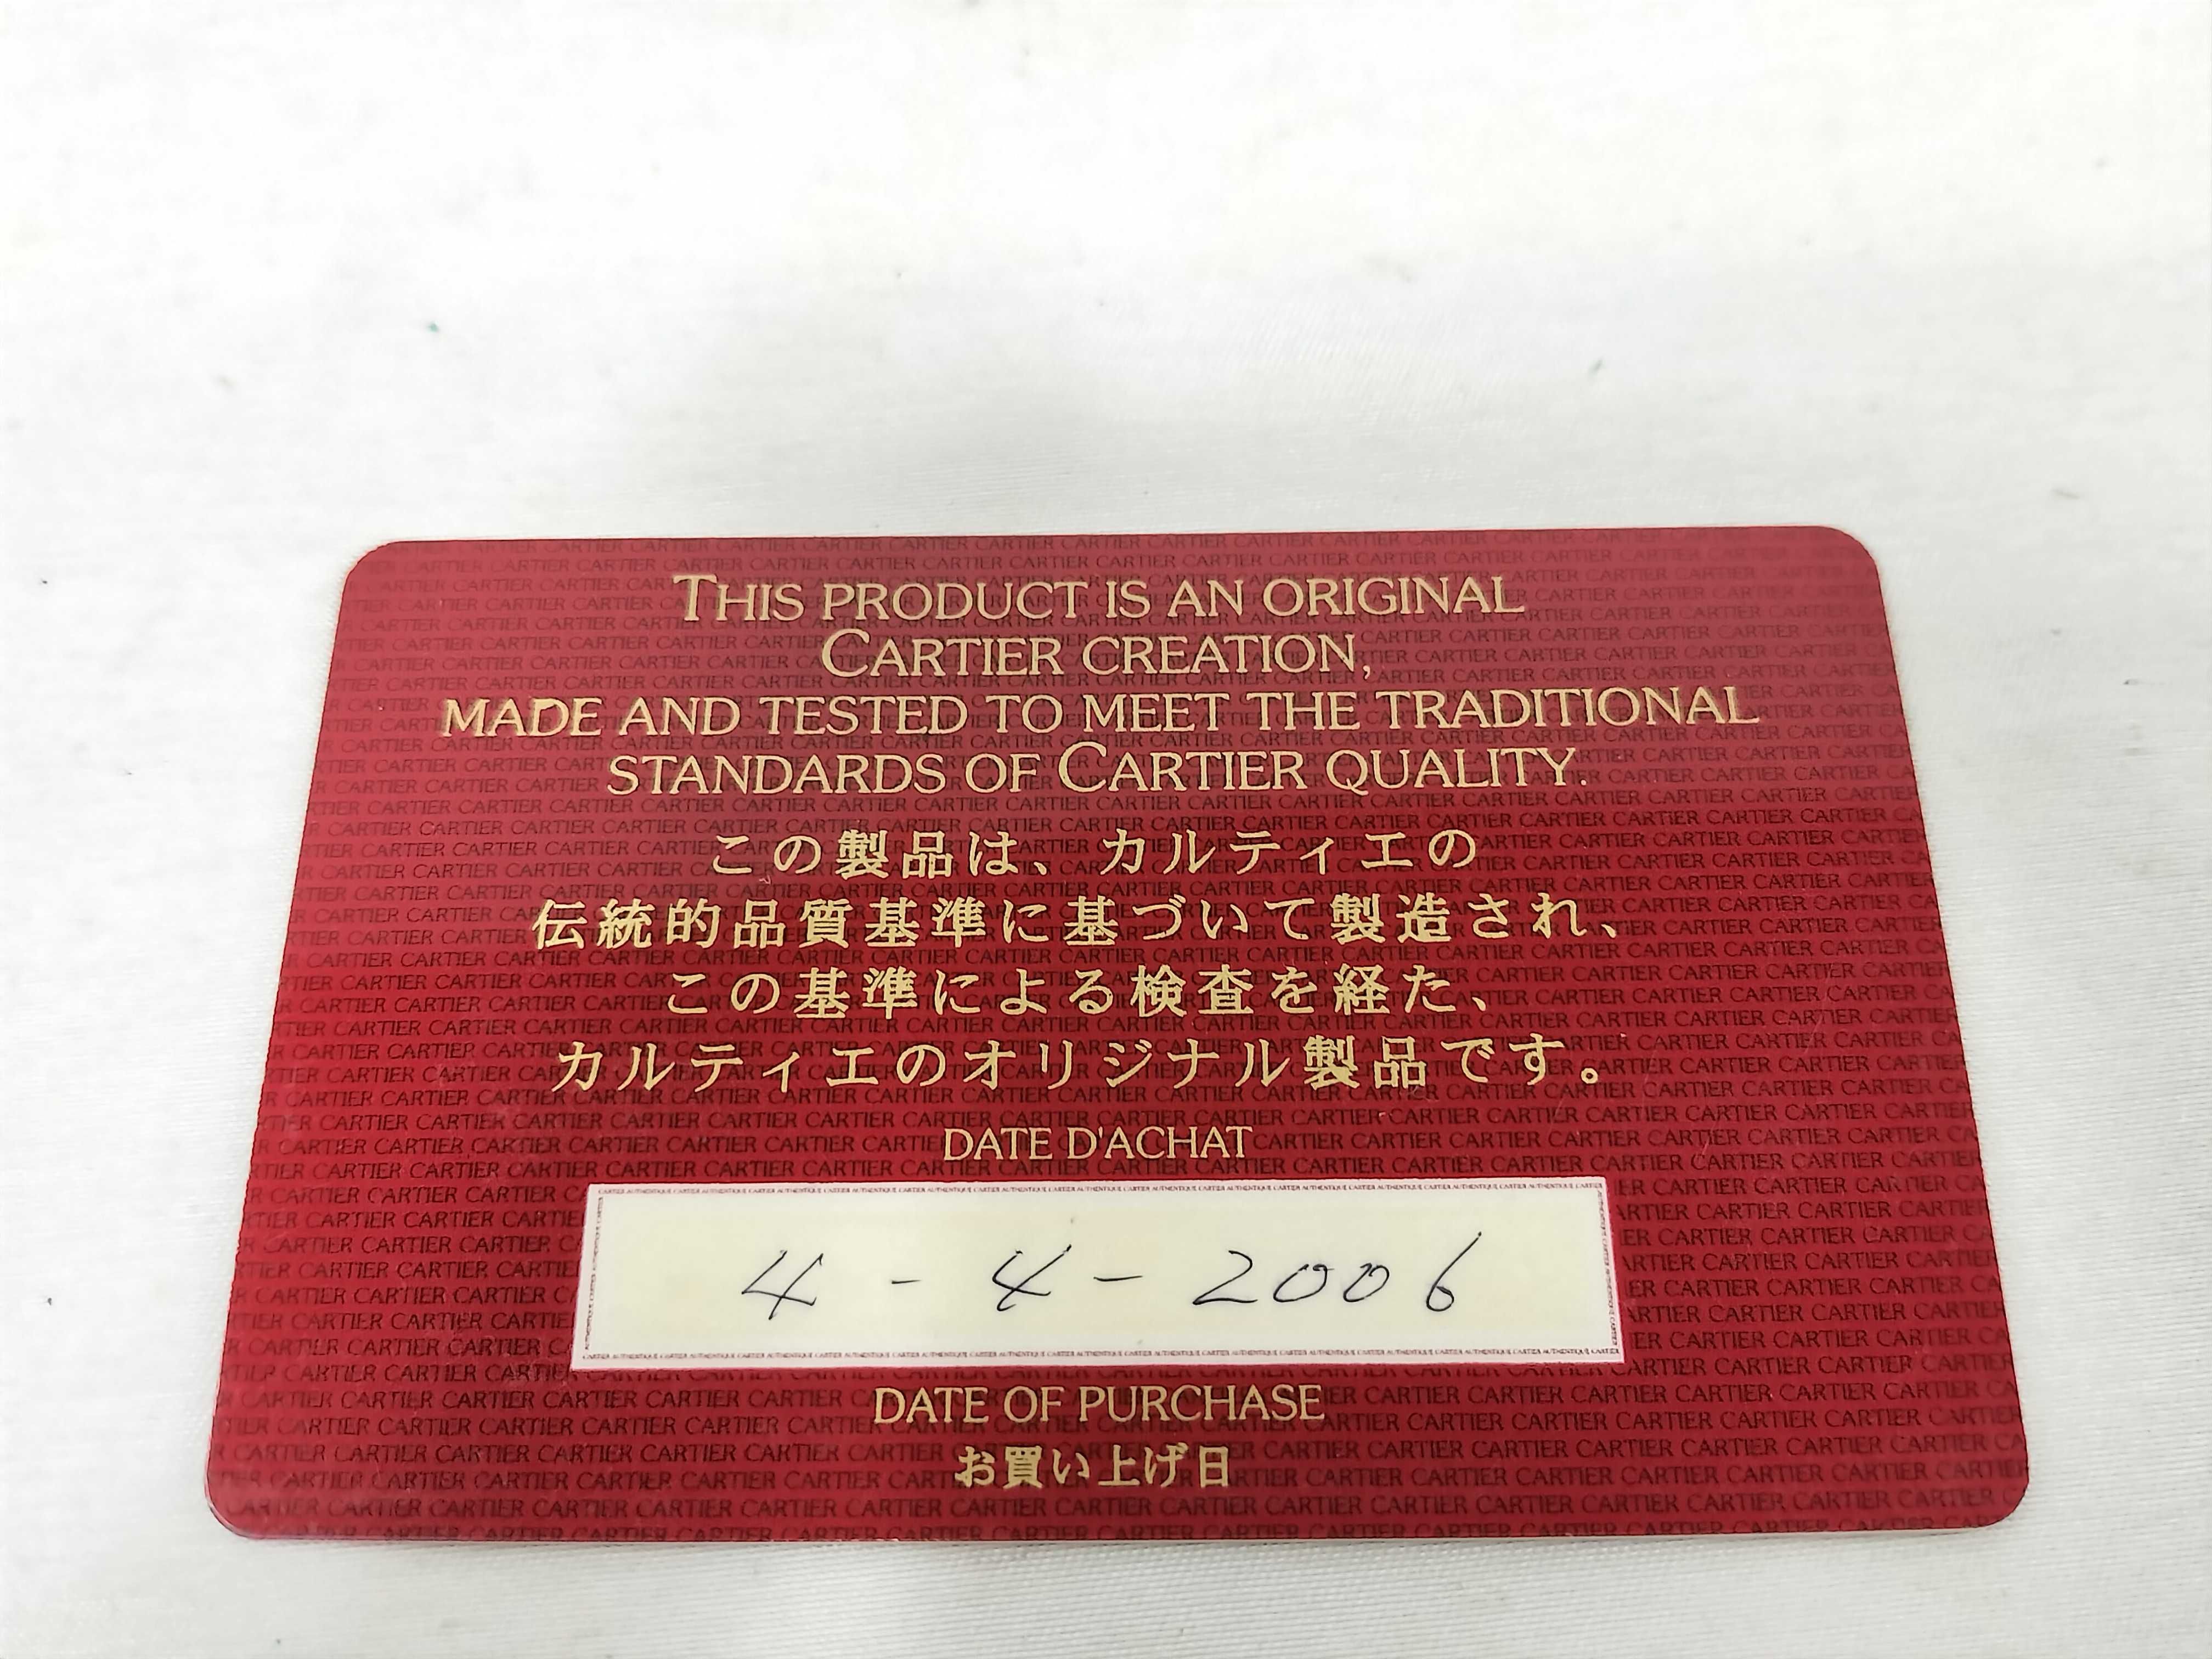 THIS PRODUCT IS AN ORIGINAL
CARTIER CREATION,
MADE AND TESTED TO MEET THE TRADITIONAL
STANDARDS OF CARTIER QUALITY.
この製品は、カルティエの
伝統的品質基準に基づいて製造され、
この基準による検査を経た、
カルティエのオリジナル製品です。
DATE D'ACHAT
4 - 4 - 2006
DATE OF PURCHASE
お買い上げ日